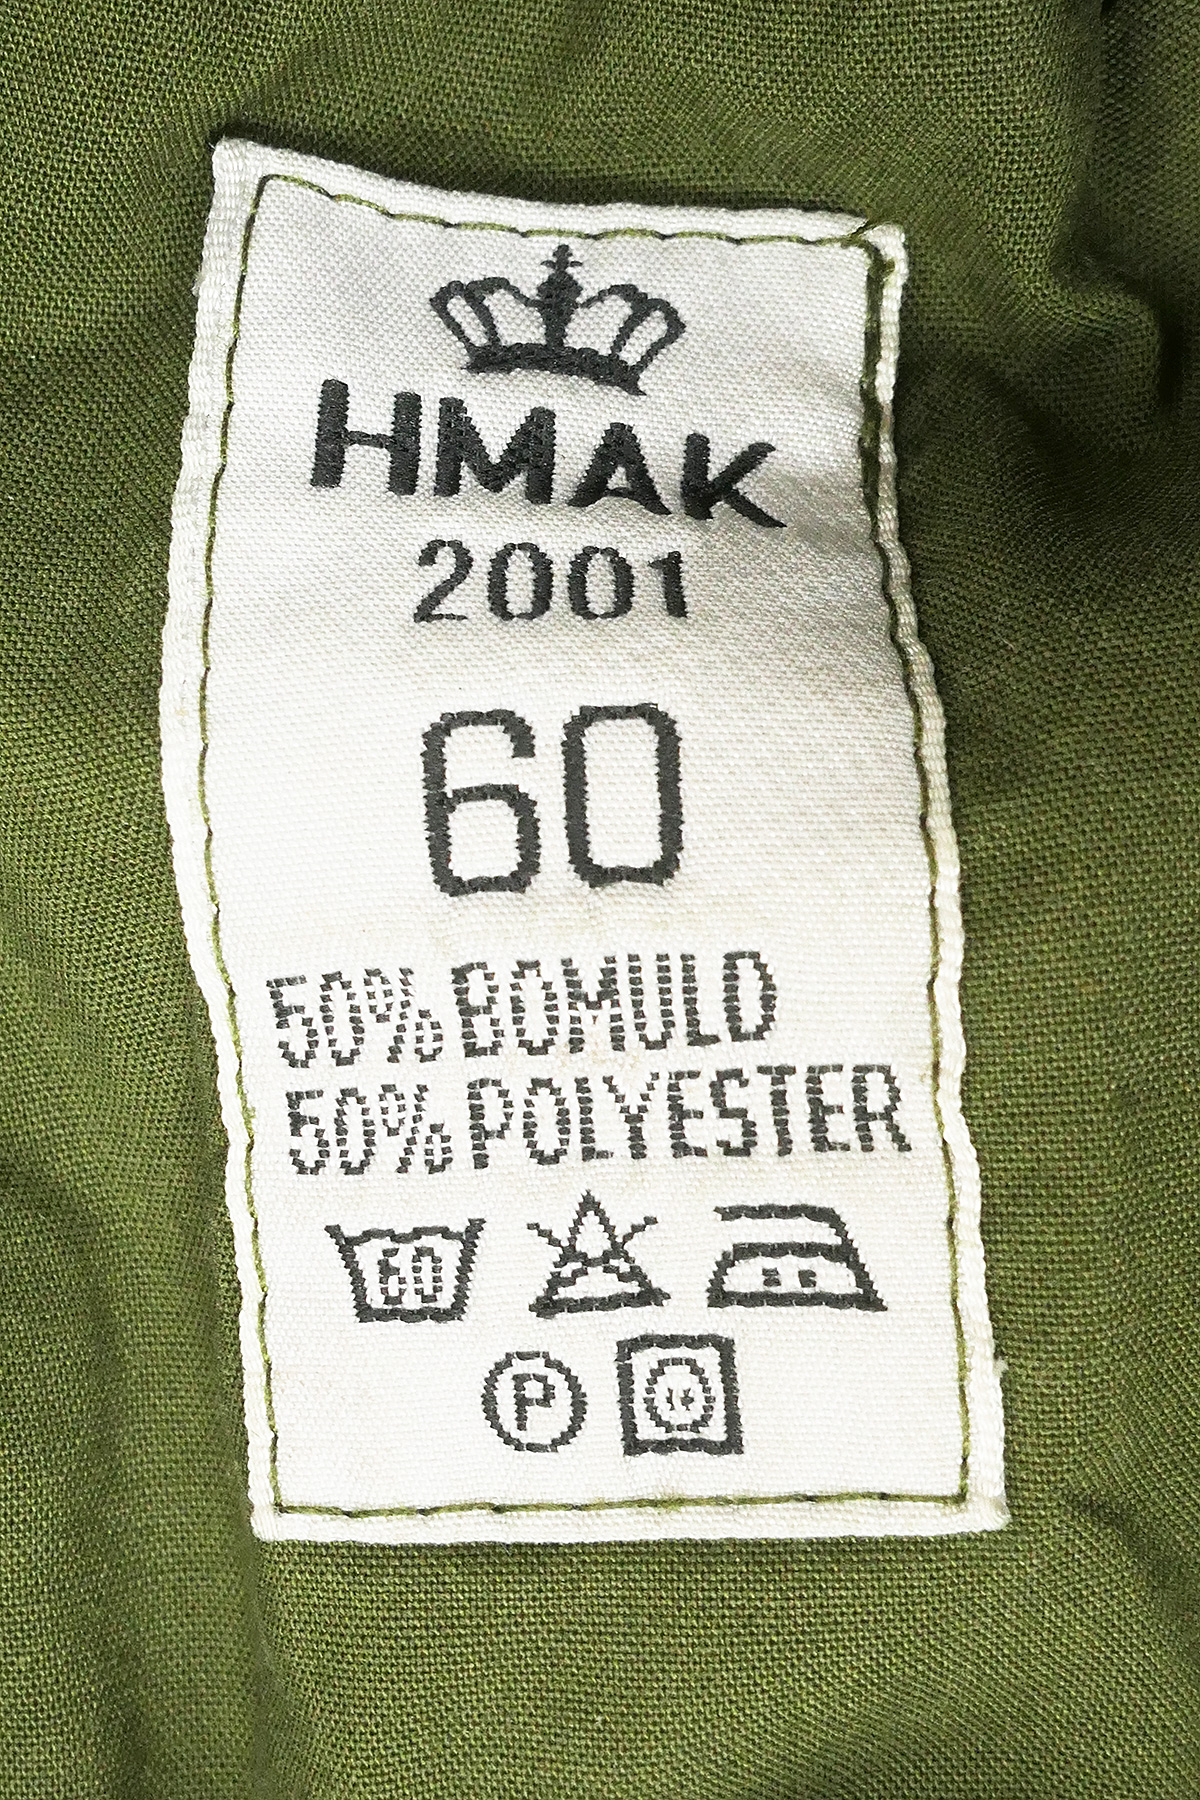 HMAK
2001
60
50% BOMULD
50% POLYESTER
60
P